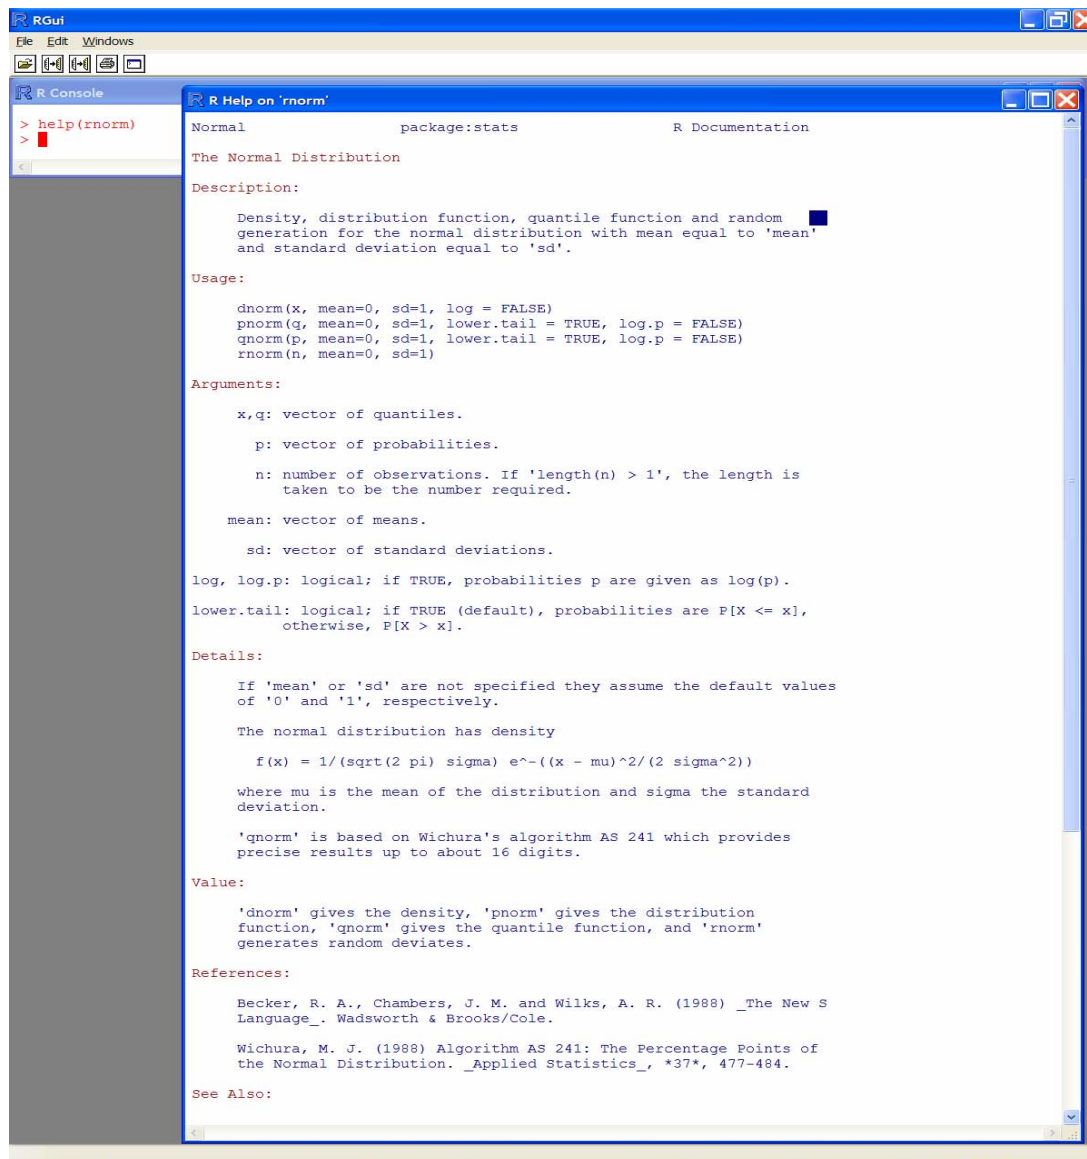 RGui
File Edit Windows
R Console
> help(rnorm)
>
R Help on 'rnorm'
Normal package:stats R Documentation
The Normal Distribution
Description:
Density, distribution function, quantile function and random
generation for the normal distribution with mean equal to 'mean'
and standard deviation equal to 'sd'.
Usage:
dnorm(x, mean=0, sd=1, log = FALSE)
pnorm(q, mean=0, sd=1, lower.tail = TRUE, log.p = FALSE)
qnorm(p, mean=0, sd=1, lower.tail = TRUE, log.p = FALSE)
rnorm(n, mean=0, sd=1)
Arguments:
x,q: vector of quantiles.
p: vector of probabilities.
n: number of observations. If 'length(n) > 1', the length is
taken to be the number required.
mean: vector of means.
sd: vector of standard deviations.
log, log.p: logical; if TRUE, probabilities p are given as log(p).
lower.tail: logical; if TRUE (default), probabilities are P[X <= x],
otherwise, P[X > x].
Details:
If 'mean' or 'sd' are not specified they assume the default values
of '0' and '1', respectively.
The normal distribution has density
f(x) = 1/(sqrt(2 pi) sigma) e^-((x - mu)^2/(2 sigma^2))
where mu is the mean of the distribution and sigma the standard
deviation.
'qnorm' is based on Wichura's algorithm AS 241 which provides
precise results up to about 16 digits.
Value:
'dnorm' gives the density, 'pnorm' gives the distribution
function, 'qnorm' gives the quantile function, and 'rnorm'
generates random deviates.
References:
Becker, R. A., Chambers, J. M. and Wilks, A. R. (1988) _The New S
Language_. Wadsworth & Brooks/Cole.
Wichura, M. J. (1988) Algorithm AS 241: The Percentage Points of
the Normal Distribution. _Applied Statistics_, *37*, 477-484.
See Also: